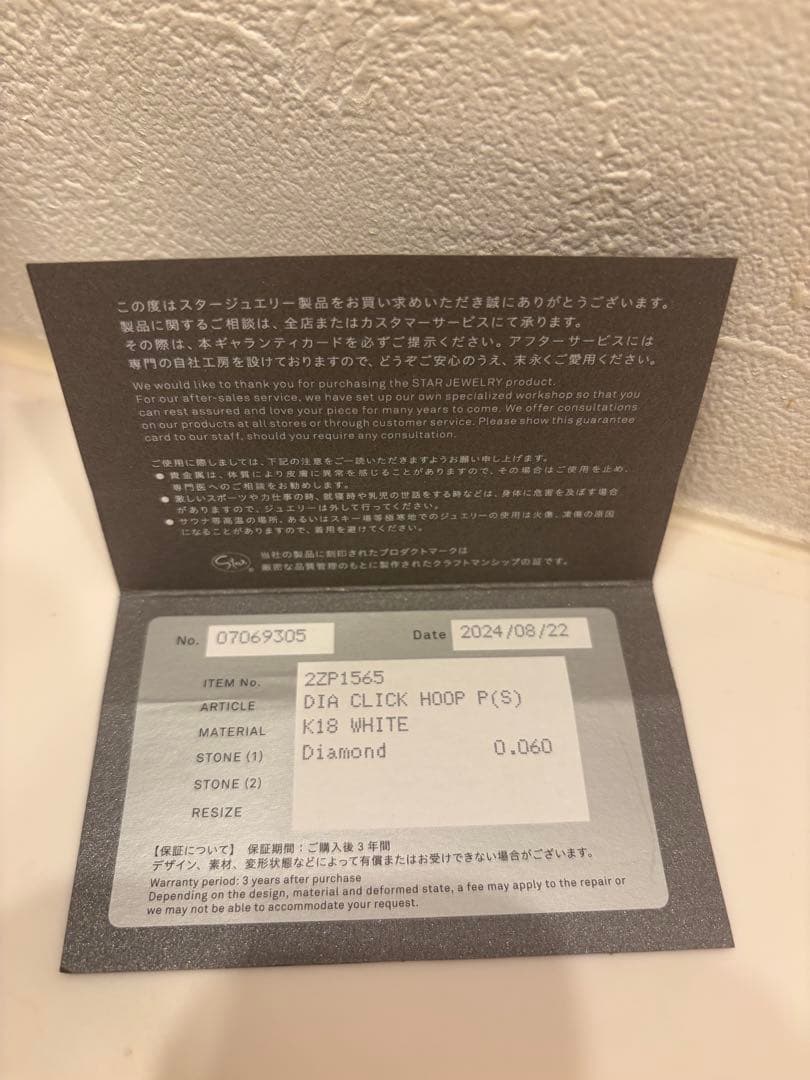 この度はスタージュエリー製品をお買い求めいただき誠にありがとうございます。
製品に関するご相談は、全店またはカスタマーサービスにて承ります。
その際は、本ギャランティカードを必ずご提示ください。アフターサービスには
専門の自社工房を設けておりますので、どうぞご安心のうえ、末永くご愛用ください。
We would like to thank you for purchasing the STAR JEWELRY product.
For our after-sales service, we have set up our own specialized workshop so that you
can rest assured and love your piece for many years to come. We offer consultations
on our products at all stores or through customer service. Please show this guarantee
card to our staff, should you require any consultation.
ご使用に際しましては、下記の注意をご一読いただきますようお願い申し上げます。
● 貴金属は、体質により皮膚に異常を感じることがありますので、その場合はご使用を止め、
専門医へのご相談をお勧めします。
● 激しいスポーツや力仕事の時、就寝時や乳児の世話をする時などは、身体に危害を及ぼす場合
がありますので、ジュエリーは外して行ってください。
● サウナ等高温の場所、あるいはスキー場等極寒地でのジュエリーの使用は火傷、凍傷の原因
になることがありますので、着用を避けてください。
Star® 当社の製品に刻印されたプロダクトマークは
厳密な品質管理のもとに製作されたクラフトマンシップの証です。
No. 07069305 Date 2024/08/22
ITEM No. 2ZP1565
ARTICLE DIA CLICK HOOP P(S)
MATERIAL K18 WHITE
STONE (1) Diamond 0.060
STONE (2)
RESIZE
【保証について】 保証期間：ご購入後3年間
デザイン、素材、変形状態などによって有償またはお受けできない場合がございます。
Warranty period: 3 years after purchase
Depending on the design, material and deformed state, a fee may apply to the repair or
we may not be able to accommodate your request.